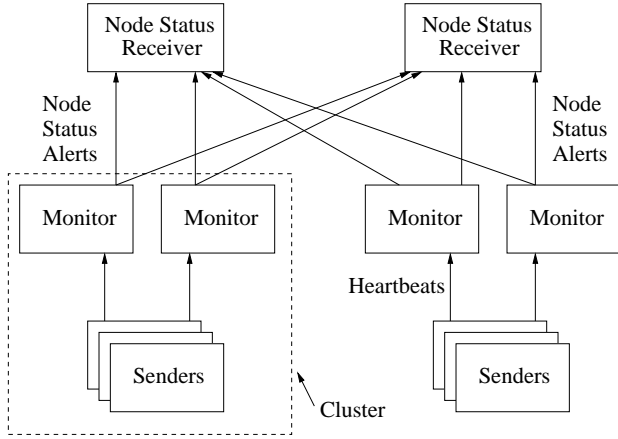 Node Status
Receiver
Node Status
Receiver
Node
Status
Alerts
Node
Status
Alerts
Monitor
Monitor
Monitor
Monitor
Heartbeats
Senders
Senders
Cluster